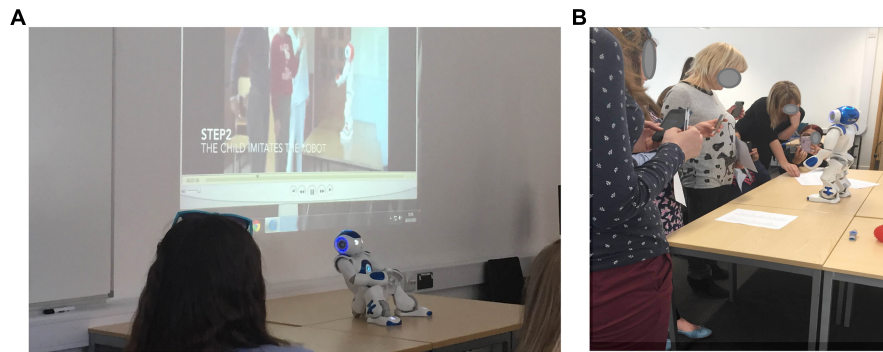 A
B
STEP2
THE CHILD IMITATES THE ROBOT